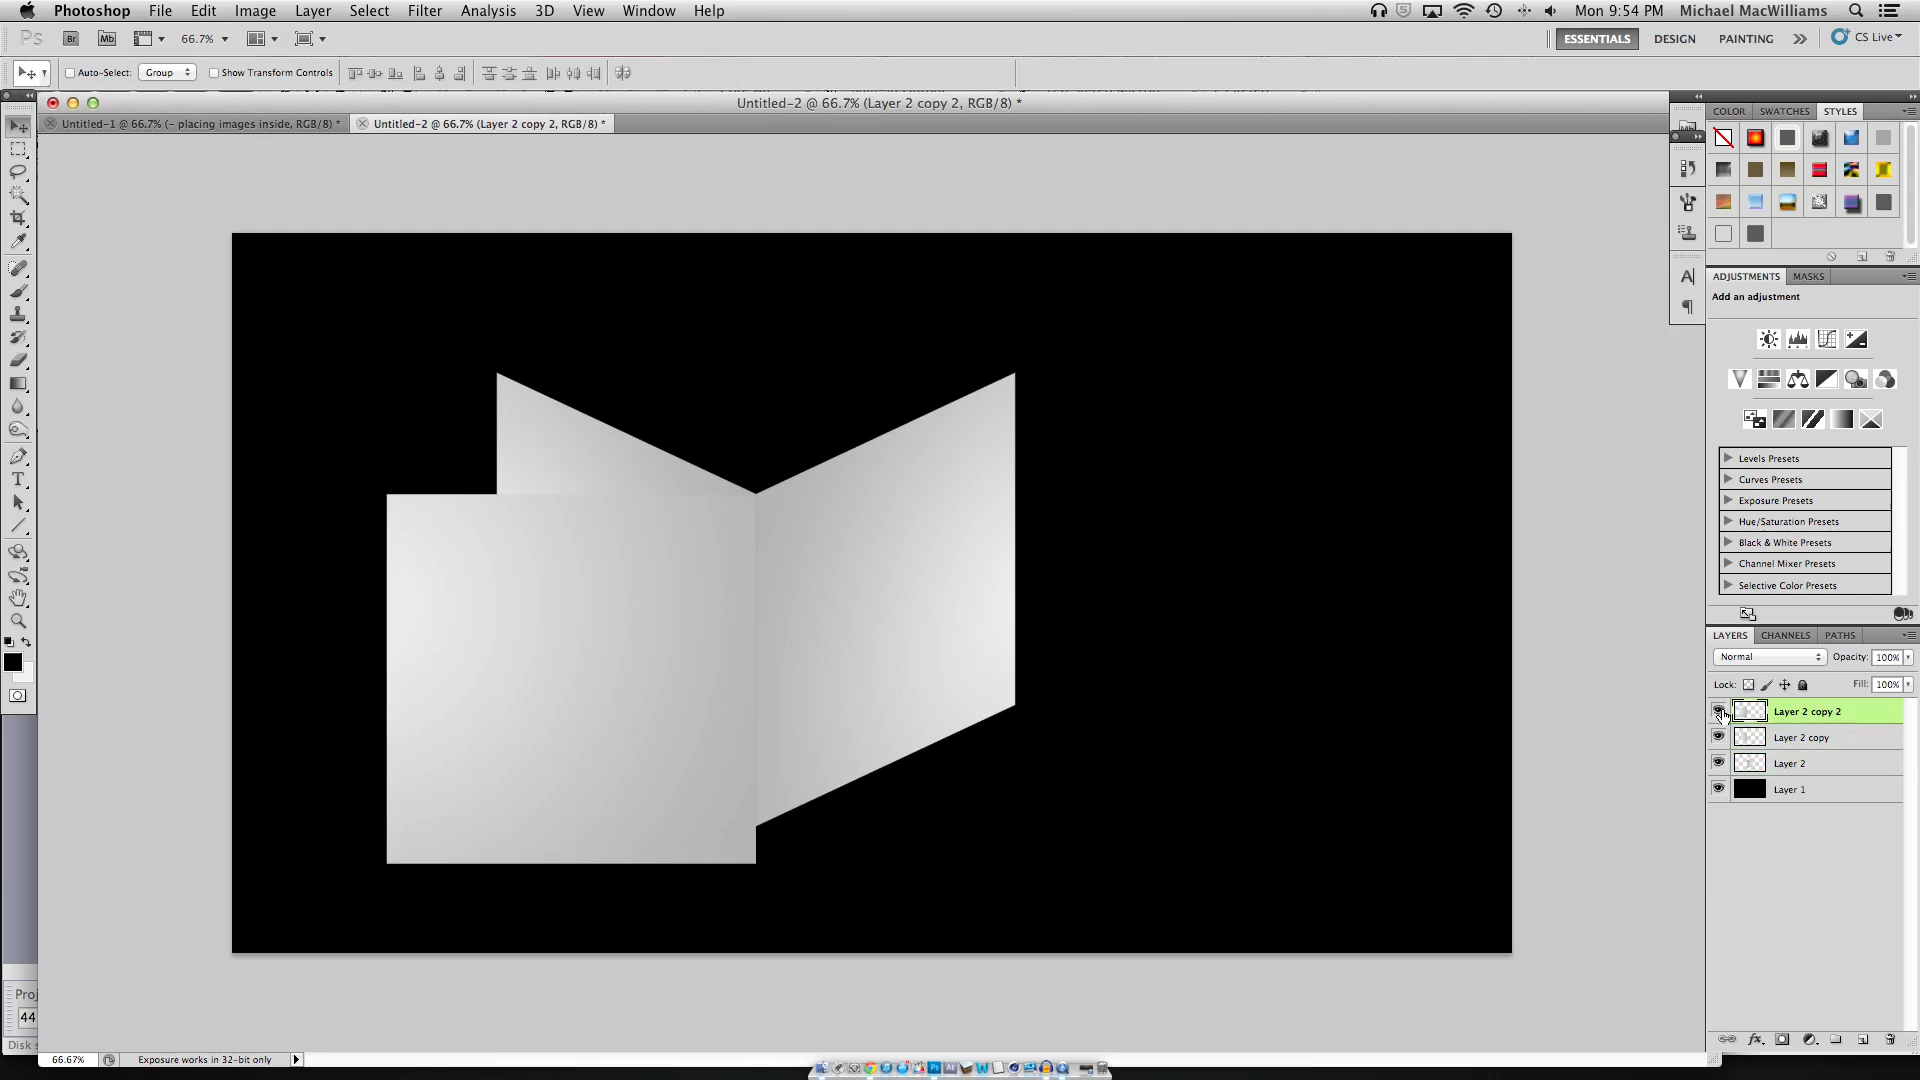 Photoshop File Edit Image Layer Select Filter Analysis 3D View Window Help Mon 9:54 PM Michael MacWilliams
Ps Br Mb 66.7% ESSENTIALS DESIGN PAINTING CS Live
Auto-Select: Group Show Transform Controls
Untitled-2 @ 66.7% (Layer 2 copy 2, RGB/8) *
Untitled-1 @ 66.7% (- placing images inside, RGB/8) * Untitled-2 @ 66.7% (Layer 2 copy 2, RGB/8) *
COLOR SWATCHES STYLES
ADJUSTMENTS MASKS
Add an adjustment
Levels Presets
Curves Presets
Exposure Presets
Hue/Saturation Presets
Black & White Presets
Channel Mixer Presets
Selective Color Presets
LAYERS CHANNELS PATHS
Normal Opacity: 100%
Lock: Fill: 100%
Layer 2 copy 2
Layer 2 copy
Layer 2
Layer 1
Proj
44
Disk s
66.67% Exposure works in 32-bit only